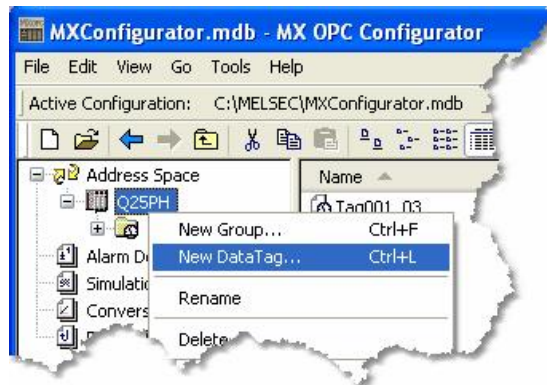 MXConfigurator.mdb - MX OPC Configurator
File Edit View Go Tools Help
Active Configuration: C:\MELSEC\MXConfigurator.mdb
Address Space
Name
Q25PH
Tag001_03
New Group... Ctrl+F
Alarm D
New DataTag... Ctrl+L
Simulatio
Convers
Rename
Delete